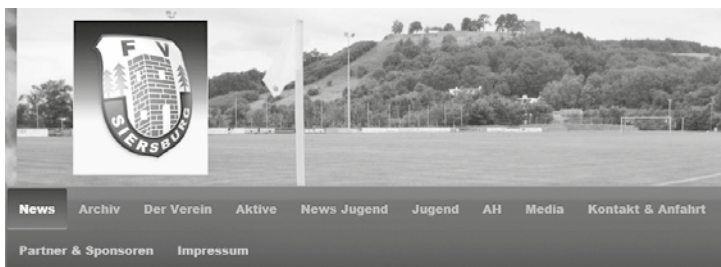 F V
SIERSBURG
News Archiv Der Verein Aktive News Jugend Jugend AH Media Kontakt & Anfahrt
Partner & Sponsoren Impressum